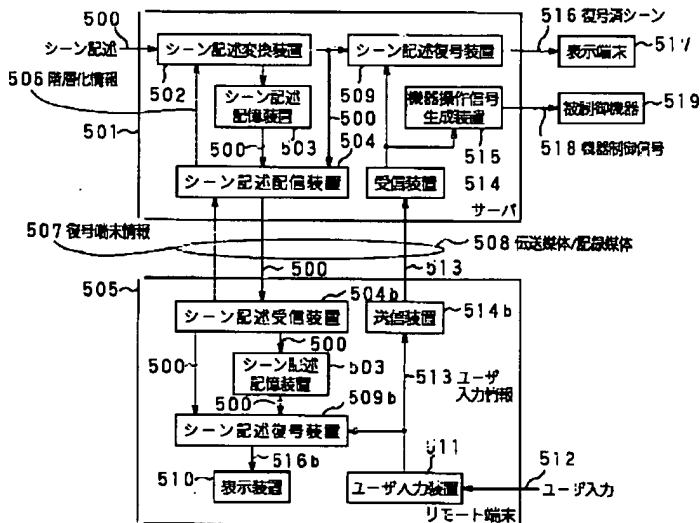 500
シーン記述
シーン記述変換装置
シーン記述復号装置
516 復号済シーン
表示端末
517
506 階層化情報
502
シーン記述
記憶装置
509
機器操作信号
生成装置
被制御機器
519
501
500
503
500
504
515
518 機器制御信号
シーン記述配信装置
受信装置
514
サーバ
507 復号端末情報
508 伝送媒体/記録媒体
500
513
505
504b
シーン記述受信装置
送信装置
514b
500
500
シーン記述
記憶装置
503
513 ユーザ
入力情報
500
509b
シーン記述復号装置
516b
511
512
510
表示装置
ユーザ入力装置
ユーザ入力
リモート端末